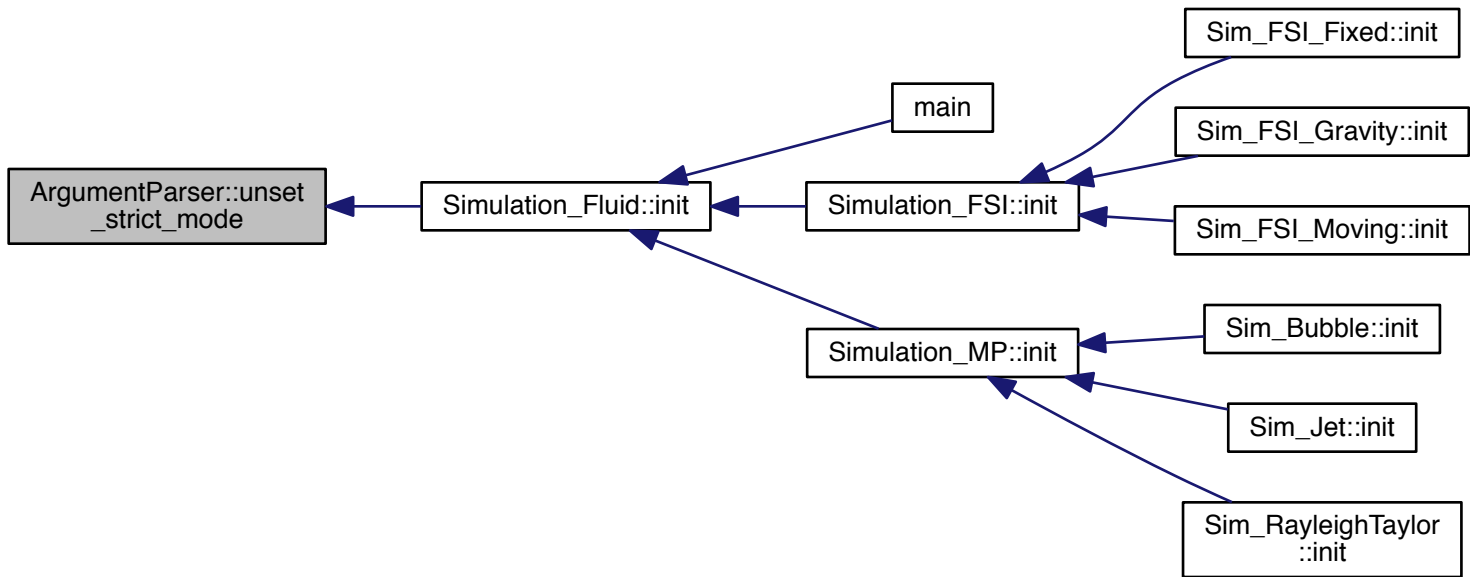 Sim_FSI_Fixed::init
main
Sim_FSI_Gravity::init
ArgumentParser::unset
_strict_mode
Simulation_Fluid::init
Simulation_FSI::init
Sim_FSI_Moving::init
Sim_Bubble::init
Simulation_MP::init
Sim_Jet::init
Sim_RayleighTaylor
::init